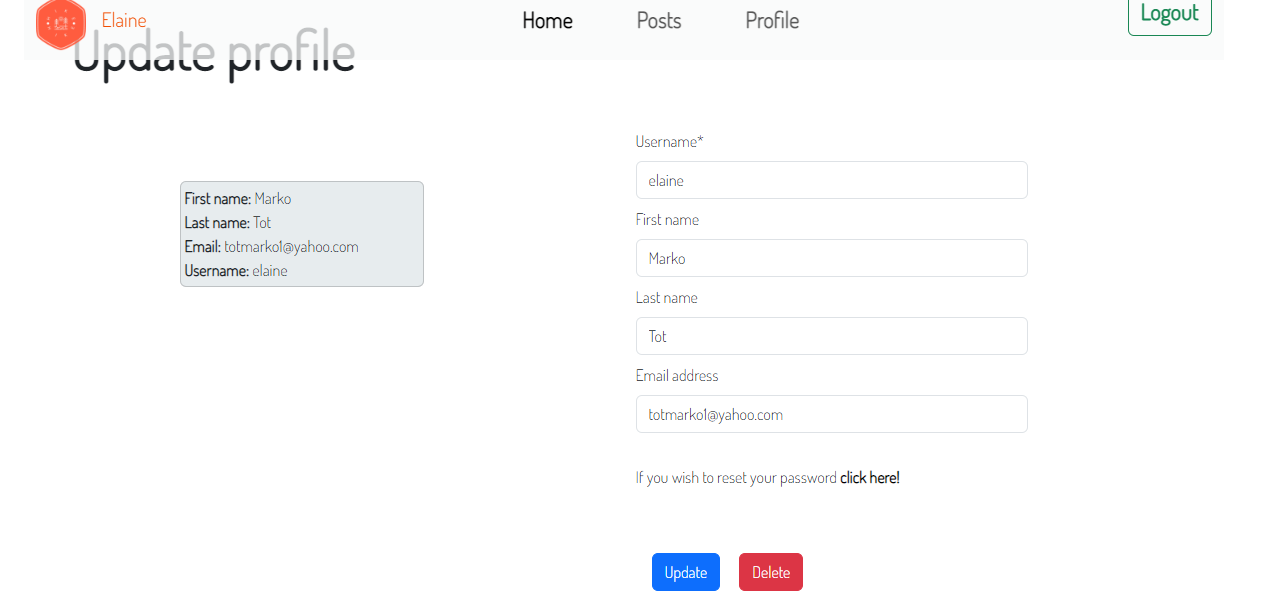 Elaine
Home Posts Profile
Logout
Update profile
First name: Marko
Last name: Tot
Email: totmarko1@yahoo.com
Username: elaine
Username*
elaine
First name
Marko
Last name
Tot
Email address
totmarko1@yahoo.com
If you wish to reset your password click here!
Update Delete